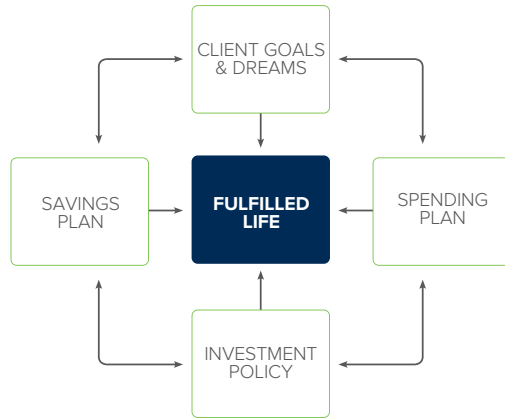 CLIENT GOALS
& DREAMS
SAVINGS
PLAN
FULFILLED
LIFE
SPENDING
PLAN
INVESTMENT
POLICY